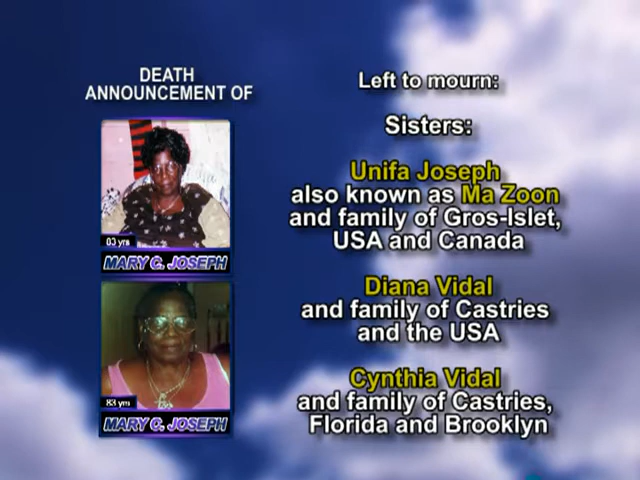 DEATH
ANNOUNCEMENT OF
83 yrs
MARY C. JOSEPH
83 yrs
MARY C. JOSEPH
Left to mourn:
Sisters:
Unifa Joseph
also known as Ma Zoon
and family of Gros-Islet,
USA and Canada
Diana Vidal
and family of Castries
and the USA
Cynthia Vidal
and family of Castries,
Florida and Brooklyn